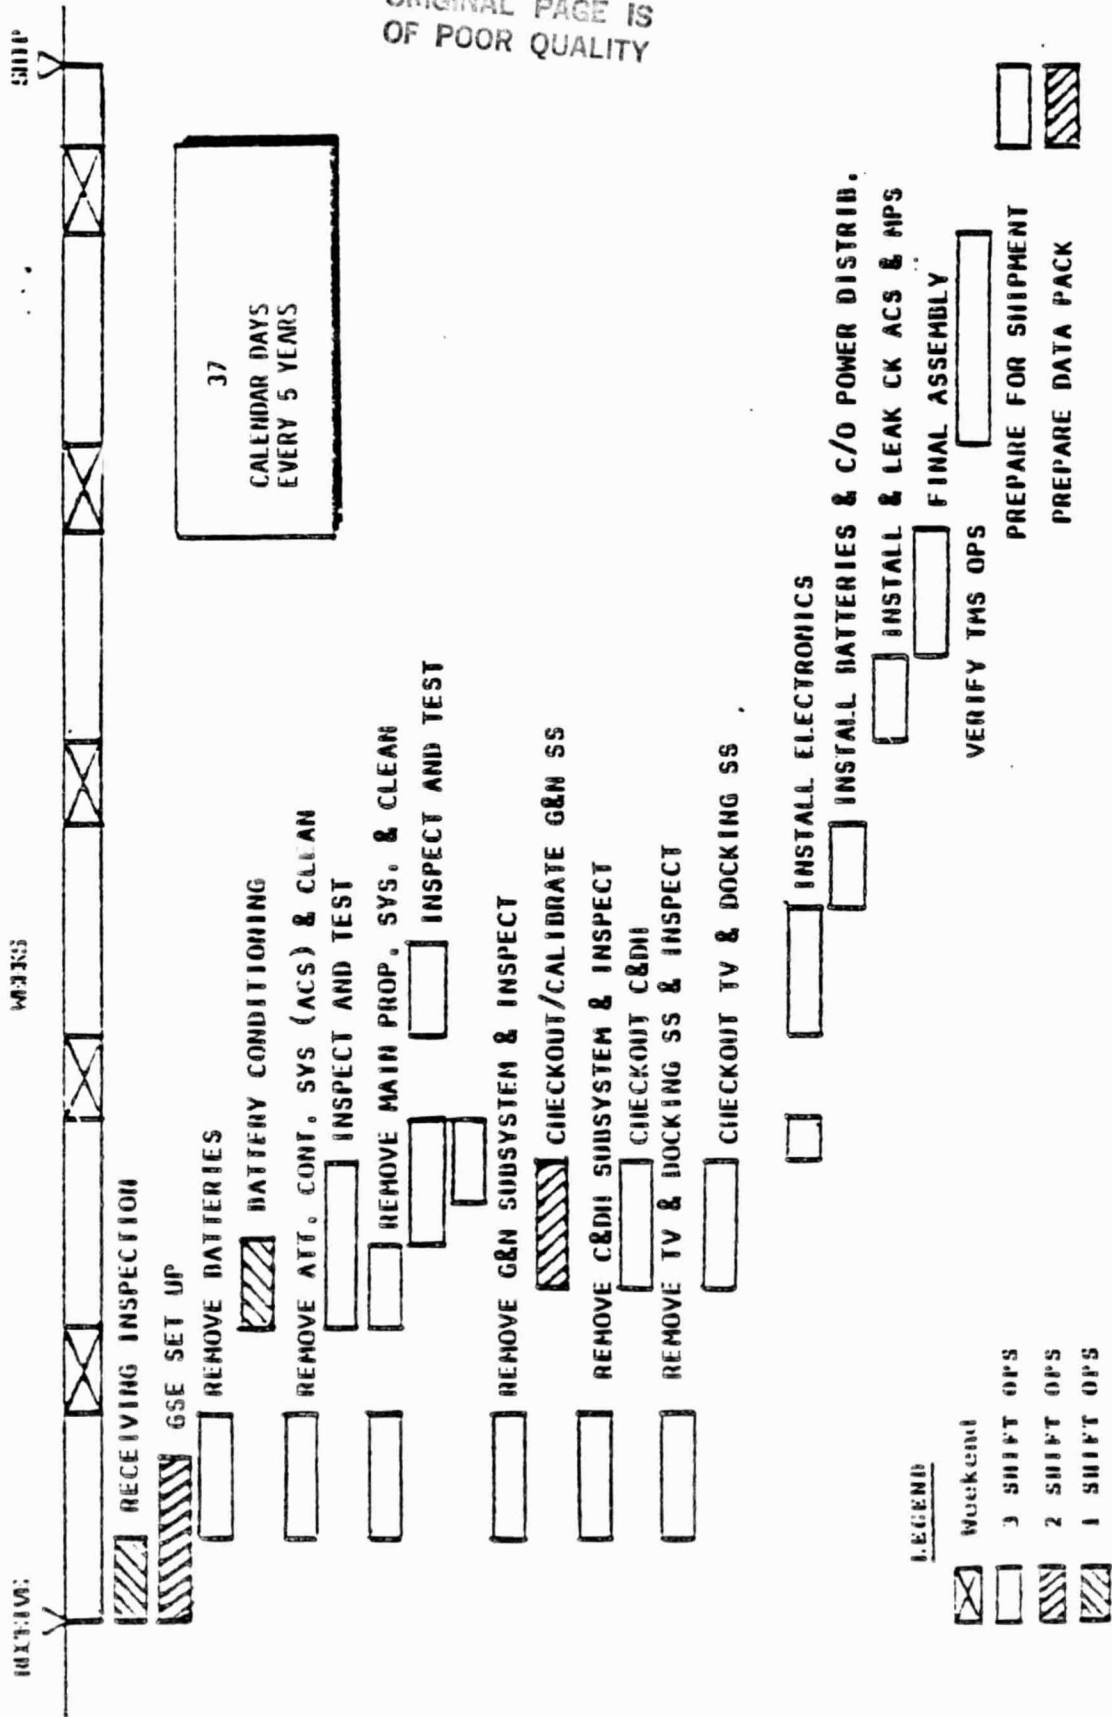 ORIGINAL PAGE IS
OF POOR QUALITY
RECEIVE
WEEKS
SHIP
RECEIVING INSPECTION
GSE SET UP
37
CALENDAR DAYS
EVERY 5 YEARS
REMOVE BATTERIES
BATTERY CONDITIONING
REMOVE ATT. CONT. SYS (ACS) & CLEAN
INSPECT AND TEST
REMOVE MAIN PROP. SYS. & CLEAN
INSPECT AND TEST
REMOVE G&N SUBSYSTEM & INSPECT
CHECKOUT/CALIBRATE G&N SS
REMOVE C&DH SUBSYSTEM & INSPECT
CHECKOUT C&DH
REMOVE TV & DOCKING SS & INSPECT
CHECKOUT TV & DOCKING SS
INSTALL ELECTRONICS
INSTALL BATTERIES & C/O POWER DISTRIB.
INSTALL & LEAK CK ACS & MPS
FINAL ASSEMBLY
VERIFY TMS OPS
PREPARE FOR SHIPMENT
PREPARE DATA PACK
LEGEND
Weekend
3 SHIFT OPS
2 SHIFT OPS
1 SHIFT OPS